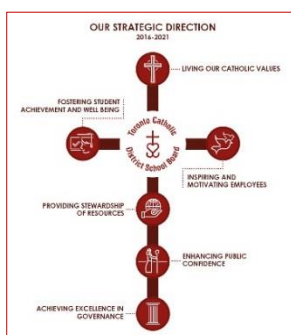 OUR STRATEGIC DIRECTION
2016-2021
LIVING OUR CATHOLIC VALUES
FOSTERING STUDENT
ACHIEVEMENT AND WELL BEING
Toronto Catholic
District School Board
INSPIRING AND
MOTIVATING EMPLOYEES
PROVIDING STEWARDSHIP
OF RESOURCES
ENHANCING PUBLIC
CONFIDENCE
ACHIEVING EXCELLENCE IN
GOVERNANCE